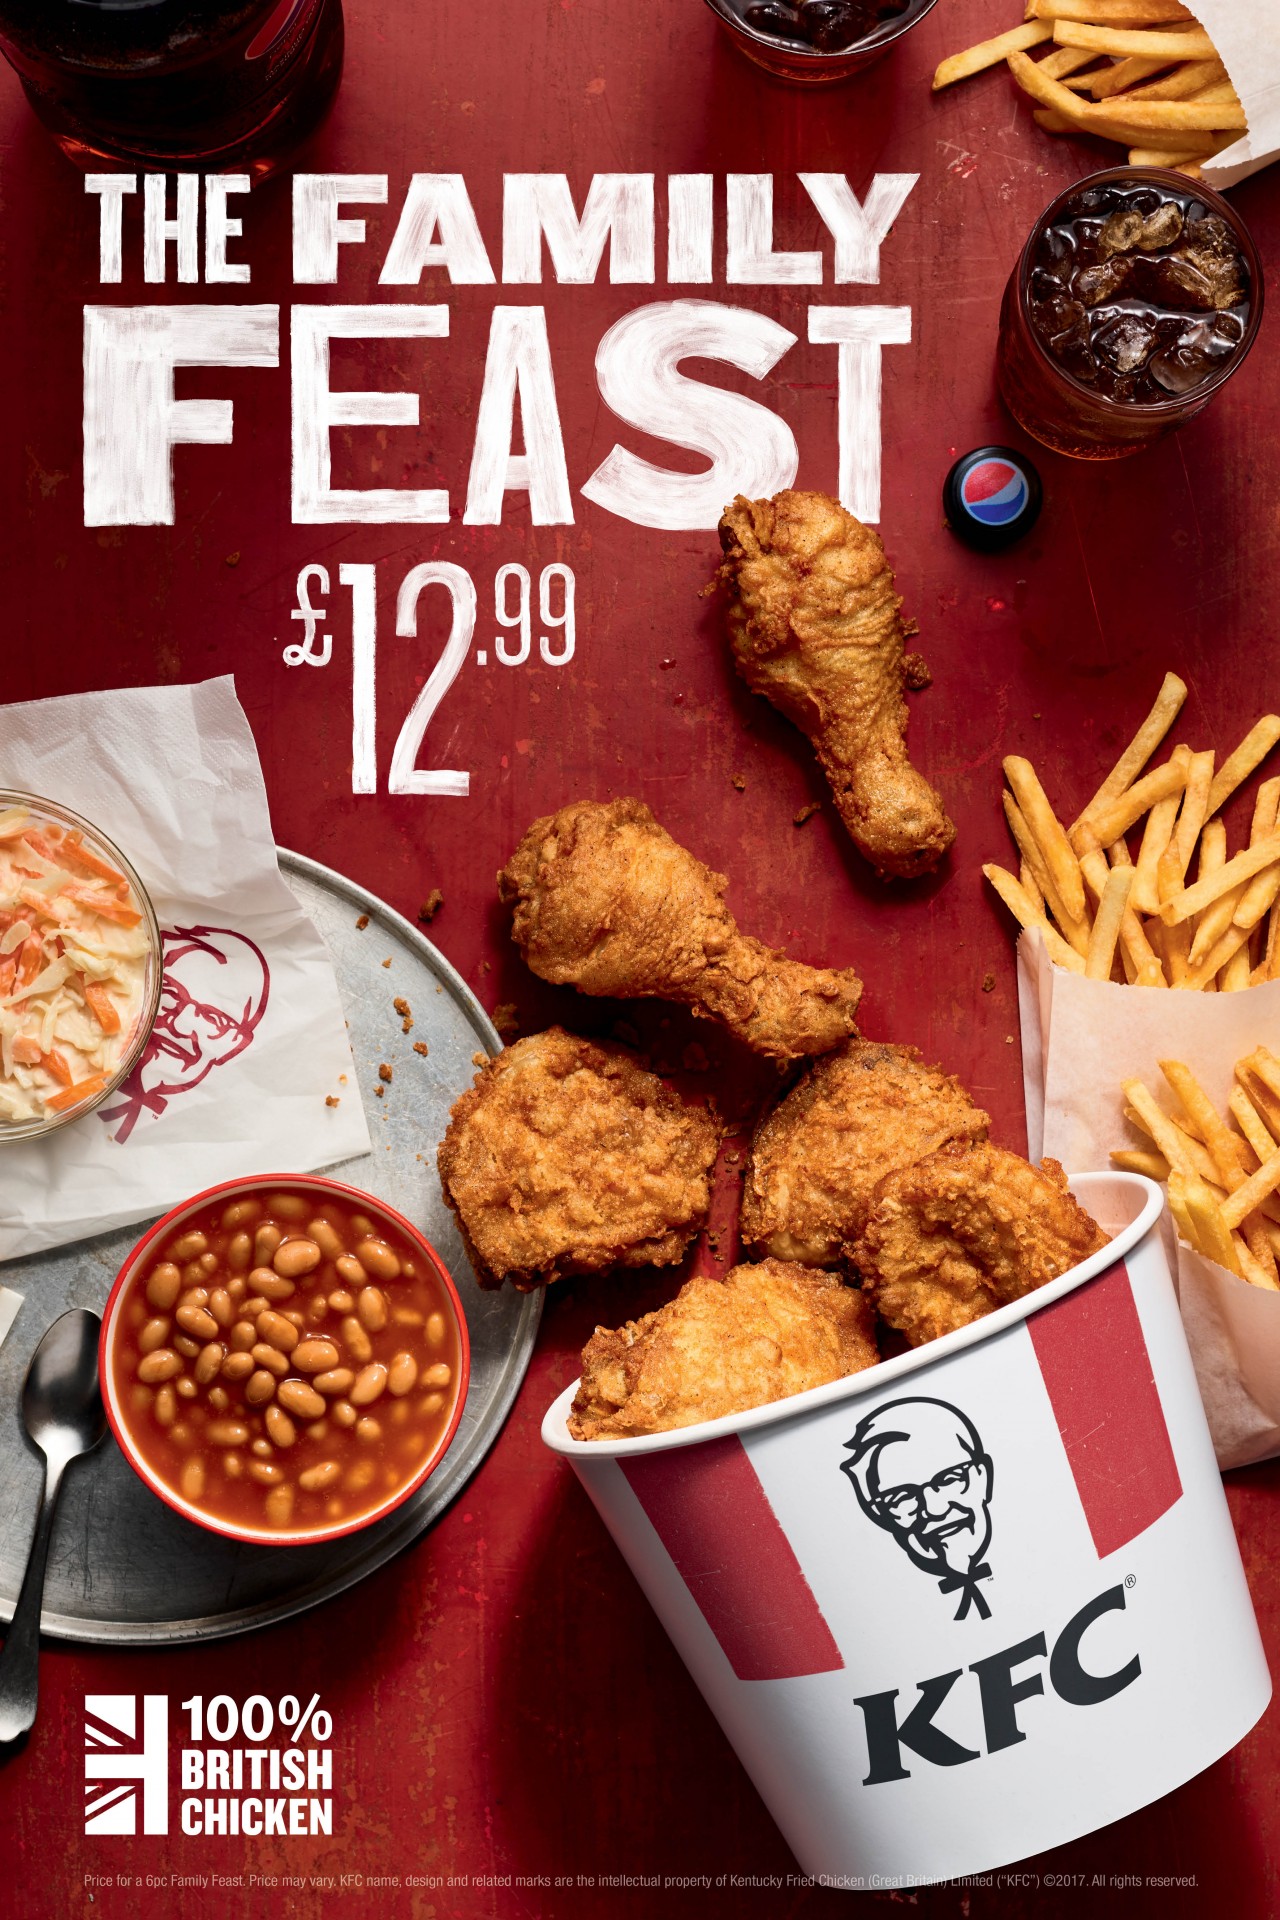 THE FAMILY
FEAST
£12.99
KFC®
100%
BRITISH
CHICKEN
Price for a 6pc Family Feast. Price may vary. KFC name, design and related marks are the intellectual property of Kentucky Fried Chicken (Great Britain) Limited (“KFC”) ©2017. All rights reserved.